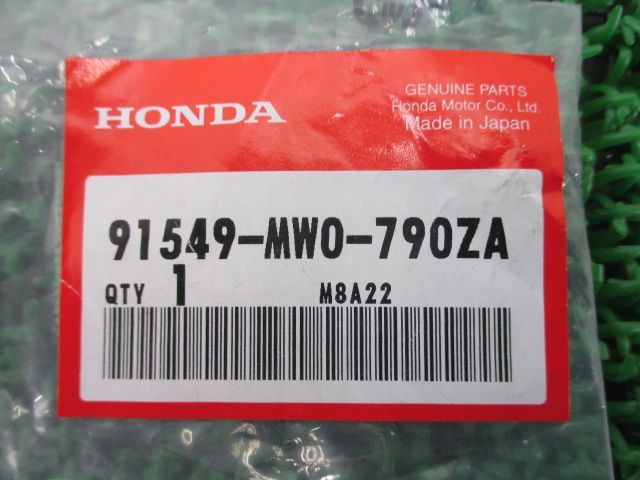 HONDA
GENUINE PARTS
Honda Motor Co., Ltd.
Made in Japan
91549-MW0-790ZA
QTY 1 M8A22